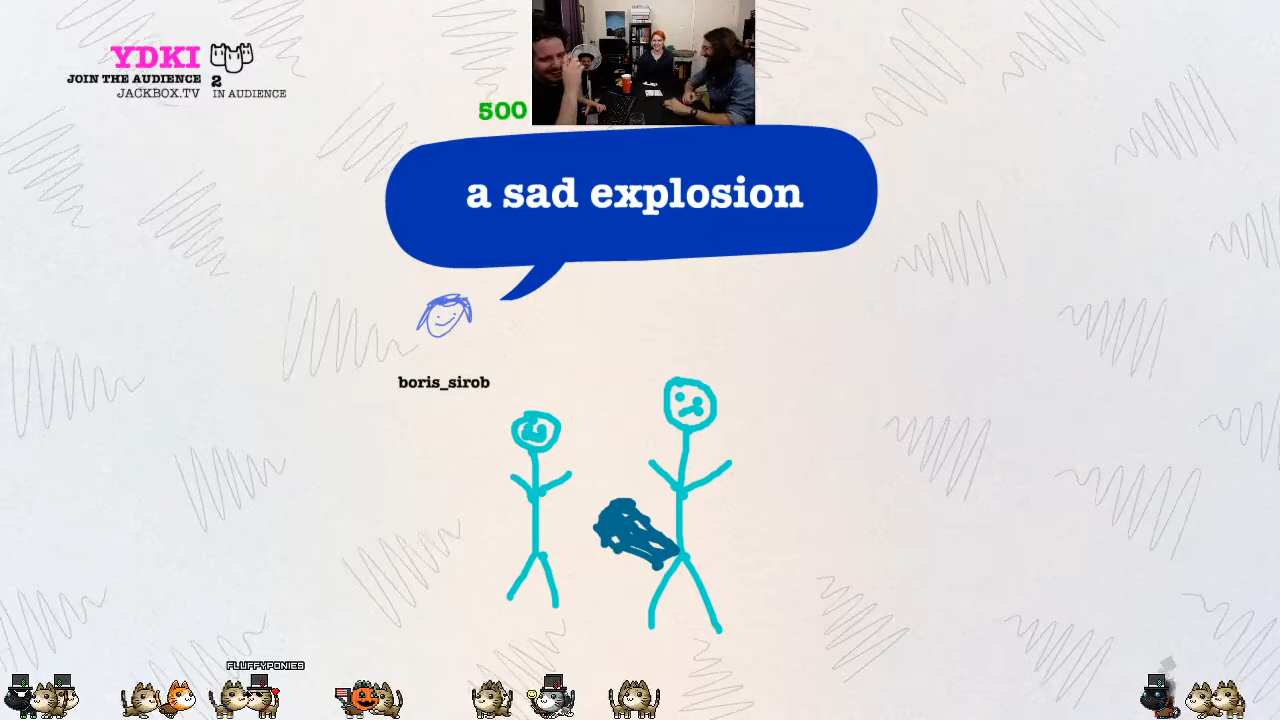 YDKI
JOIN THE AUDIENCE 2
JACKBOX.TV IN AUDIENCE
500
a sad explosion
boris_sirob
FLUFFYPONIES